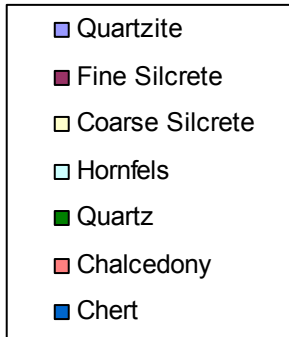 Quartzite
Fine Silcrete
Coarse Silcrete
Hornfels
Quartz
Chalcedony
Chert